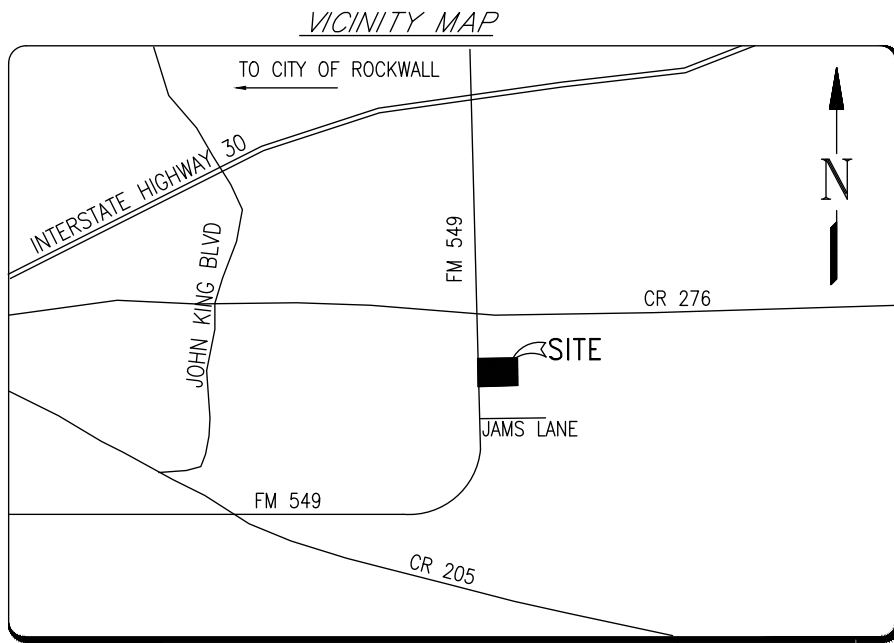 VICINITY MAP
TO CITY OF ROCKWALL
INTERSTATE HIGHWAY 30
N
JOHN KING BLVD
FM 549
CR 276
SITE
JAMS LANE
FM 549
CR 205